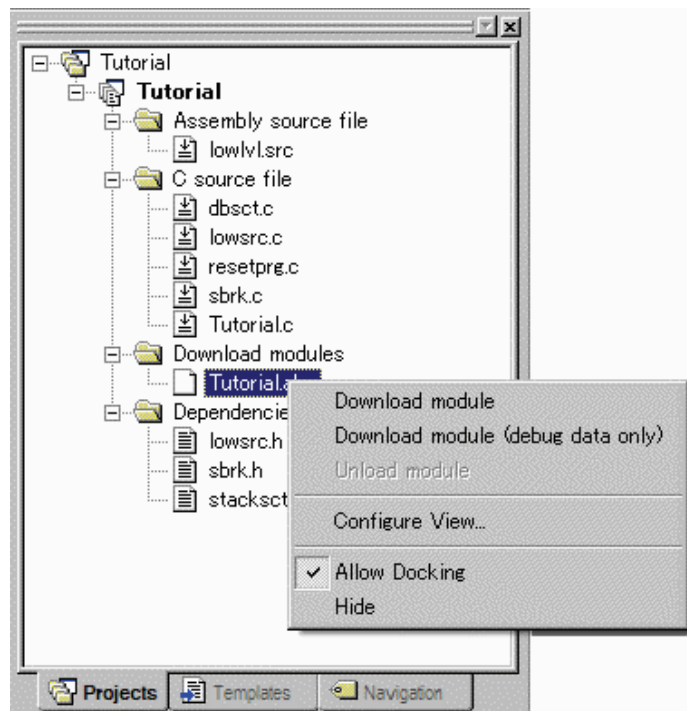 Tutorial
Tutorial
Assembly source file
lowlvl.src
C source file
dbsct.c
lowsrc.c
resetprg.c
sbrk.c
Tutorial.c
Download modules
Tutorial.a
Download module
Download module (debug data only)
Unload module
Configure View...
Allow Docking
Hide
Dependencie
lowsrc.h
sbrk.h
stacksct
Projects
Templates
Navigation